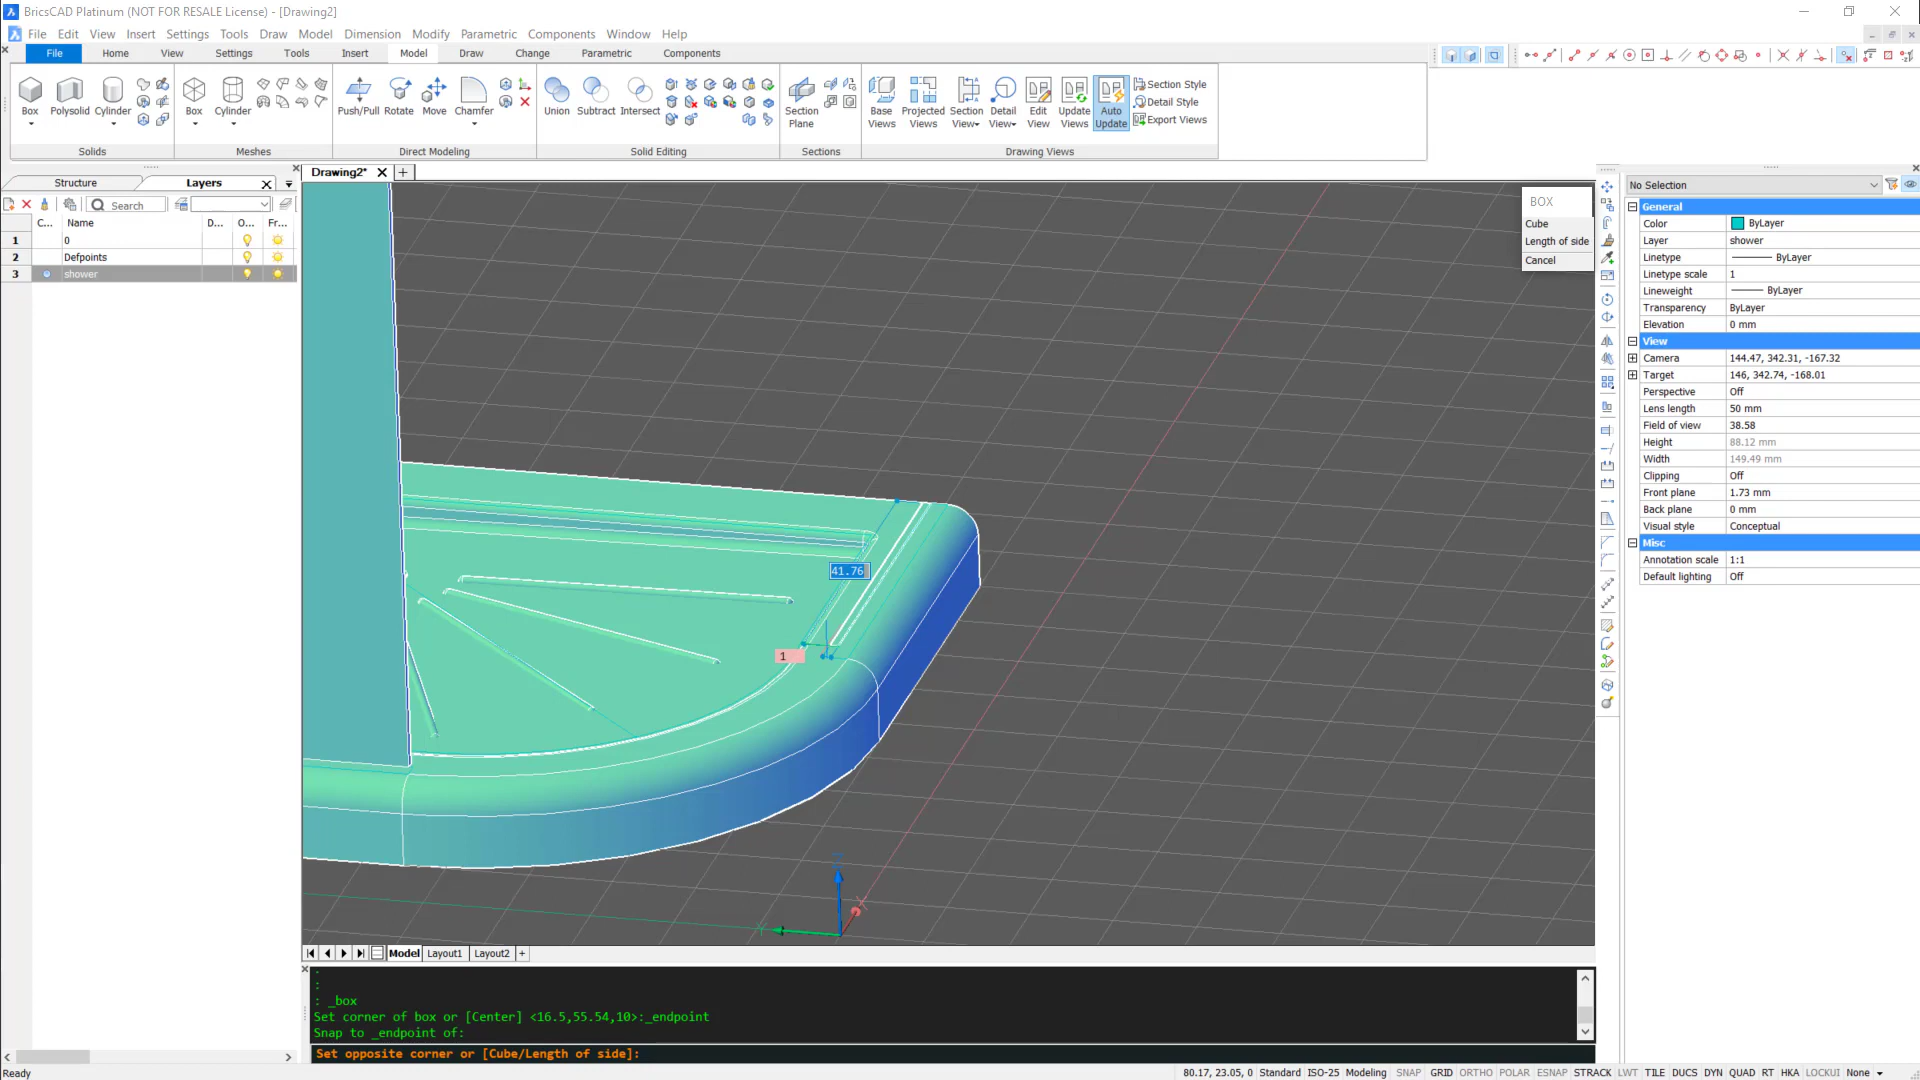 BricsCAD Platinum (NOT FOR RESALE License) - [Drawing2]
File Edit View Insert Settings Tools Draw Model Dimension Modify Parametric Components Window Help
File Home View Settings Tools Insert Model Draw Change Parametric Components
Box Polysolid Cylinder Box Cylinder Push/Pull Rotate Move Chamfer Union Subtract Intersect Section Plane Base Views Projected Views Section View Detail View Edit View Update Views Auto Update
Section Style
Detail Style
Export Views
Solids Meshes Direct Modeling Solid Editing Sections Drawing Views
Structure Layers
Drawing2*
Search
C... Name D... O... Fr...
1 0
2 Defpoints
3 shower
BOX
Cube
Length of side
Cancel
41.76
1
Z
X
Y
No Selection
General
Color ByLayer
Layer shower
Linetype ByLayer
Linetype scale 1
Lineweight ByLayer
Transparency ByLayer
Elevation 0 mm
View
Camera 144.47, 342.31, -167.32
Target 146, 342.74, -168.01
Perspective Off
Lens length 50 mm
Field of view 38.58
Height 88.12 mm
Width 149.49 mm
Clipping Off
Front plane 1.73 mm
Back plane 0 mm
Visual style Conceptual
Misc
Annotation scale 1:1
Default lighting Off
Model Layout1 Layout2 +
:
:
: _box
Set corner of box or [Center] <16.5,55.54,10>:_endpoint
Snap to _endpoint of:
Set opposite corner or [Cube/Length of side]:
Ready
80.17, 23.05, 0 Standard ISO-25 Modeling SNAP GRID ORTHO POLAR ESNAP STRACK LWT TILE DUCS DYN QUAD RT HKA LOCKUI None